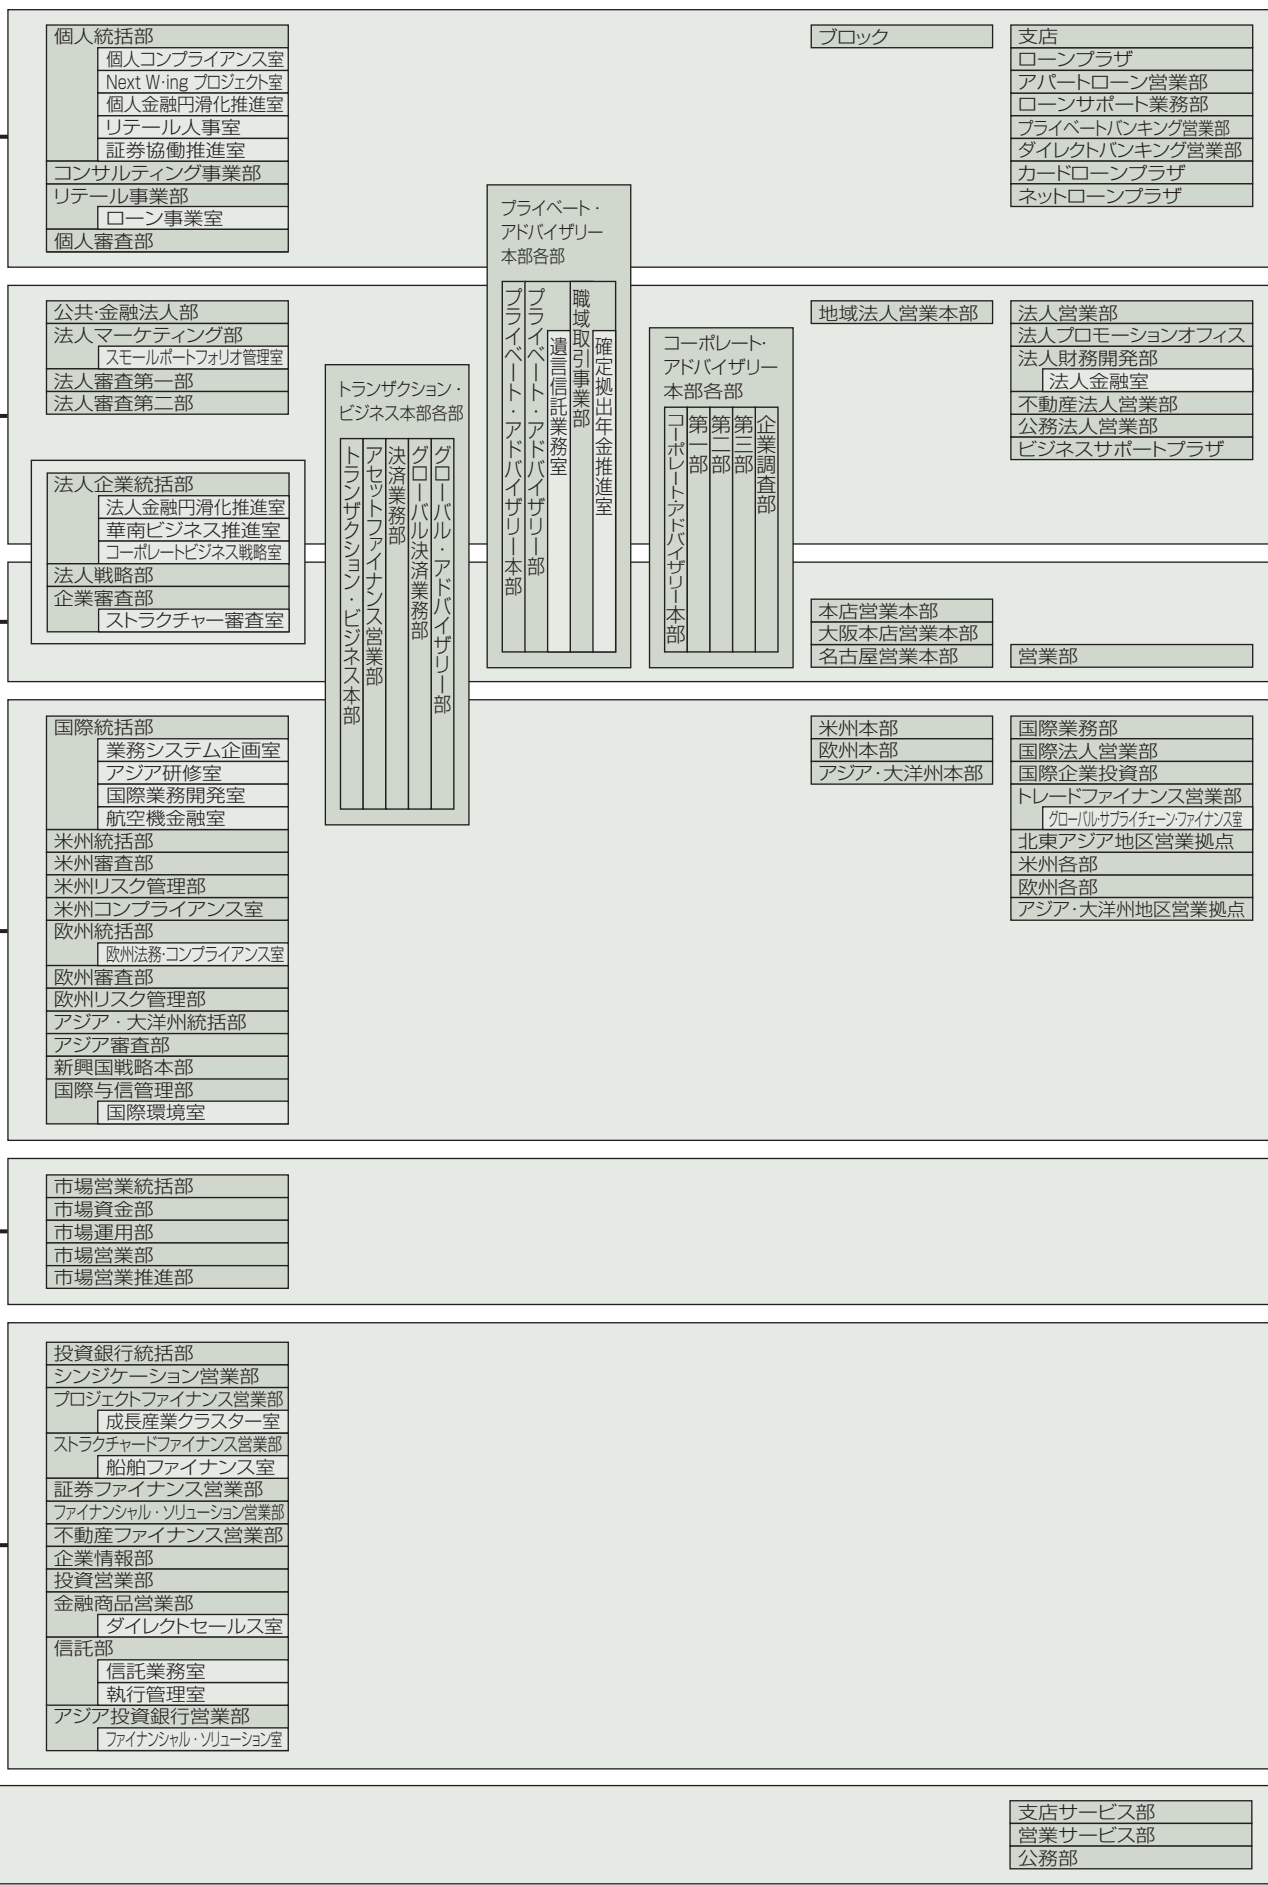 個人統括部
個人コンプライアンス室
Next W·ing プロジェクト室
個人金融円滑化推進室
リテール人事室
証券協働推進室
コンサルティング事業部
リテール事業部
ローン事業室
個人審査部
ブロック
支店
ローンプラザ
アパートローン営業部
ローンサポート業務部
プライベートバンキング営業部
ダイレクトバンキング営業部
カードローンプラザ
ネットローンプラザ
プライベート・
アドバイザリー
本部各部
プライベート・アドバイザリー本部
プライベート・アドバイザリー部
遺言信託業務室
職域取引事業部
確定拠出年金推進室
公共·金融法人部
法人マーケティング部
スモールポートフォリオ管理室
法人審査第一部
法人審査第二部
法人企業統括部
法人金融円滑化推進室
華南ビジネス推進室
コーポレートビジネス戦略室
法人戦略部
企業審査部
ストラクチャー審査室
トランザクション・
ビジネス本部各部
トランザクション・ビジネス本部
アセットファイナンス営業部
決済業務部
グローバル決済業務部
グローバル・アドバイザリー部
コーポレート・
アドバイザリー
本部各部
コーポレート・アドバイザリー本部
第一部
第二部
第三部
企業調査部
地域法人営業本部
法人営業部
法人プロモーションオフィス
法人財務開発部
法人金融室
不動産法人営業部
公務法人営業部
ビジネスサポートプラザ
本店営業本部
大阪本店営業本部
名古屋営業本部
営業部
国際統括部
業務システム企画室
アジア研修室
国際業務開発室
航空機金融室
米州統括部
米州審査部
米州リスク管理部
米州コンプライアンス室
欧州統括部
欧州法務·コンプライアンス室
欧州審査部
欧州リスク管理部
アジア・大洋州統括部
アジア審査部
新興国戦略本部
国際与信管理部
国際環境室
米州本部
欧州本部
アジア・大洋州本部
国際業務部
国際法人営業部
国際企業投資部
トレードファイナンス営業部
グローバル·サプライチェーン·ファイナンス室
北東アジア地区営業拠点
米州各部
欧州各部
アジア・大洋州地区営業拠点
市場営業統括部
市場資金部
市場運用部
市場営業部
市場営業推進部
投資銀行統括部
シンジケーション営業部
プロジェクトファイナンス営業部
成長産業クラスター室
ストラクチャードファイナンス営業部
船舶ファイナンス室
証券ファイナンス営業部
ファイナンシャル・ソリューション営業部
不動産ファイナンス営業部
企業情報部
投資営業部
金融商品営業部
ダイレクトセールス室
信託部
信託業務室
執行管理室
アジア投資銀行営業部
ファイナンシャル・ソリューション室
支店サービス部
営業サービス部
公務部